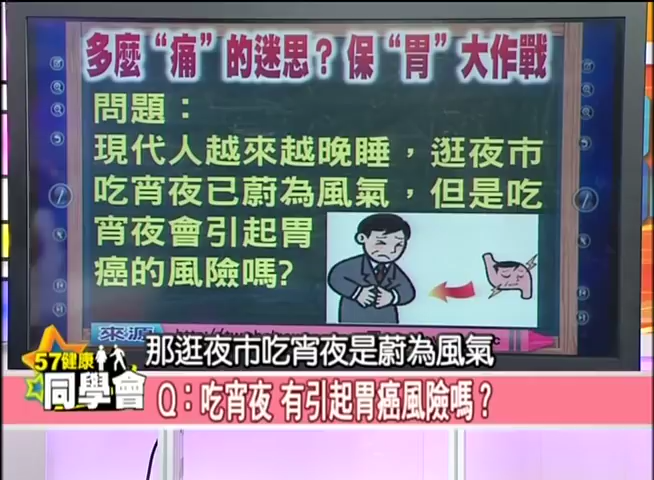 多麼“痛”的迷思？保“胃”大作戰
問題：
現代人越來越晚睡，逛夜市
吃宵夜已蔚為風氣，但是吃
宵夜會引起胃
癌的風險嗎?
來源
那逛夜市吃宵夜是蔚為風氣
57健康
同學會
Q：吃宵夜 有引起胃癌風險嗎？